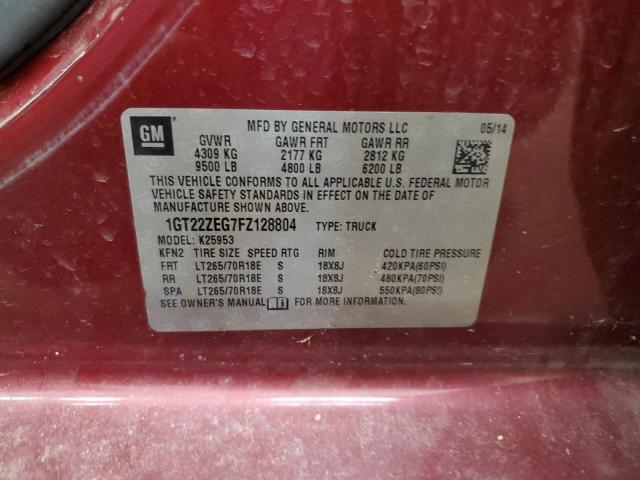 GM
MFD BY GENERAL MOTORS LLC 05/14
GVWR GAWR FRT GAWR RR
4309 KG 2177 KG 2812 KG
9500 LB 4800 LB 6200 LB
THIS VEHICLE CONFORMS TO ALL APPLICABLE U.S. FEDERAL MOTOR
VEHICLE SAFETY STANDARDS IN EFFECT ON THE DATE OF
MANUFACTURE SHOWN ABOVE.
1GT22ZEG7FZ128804 TYPE: TRUCK
MODEL: K25953
KFN2 TIRE SIZE SPEED RTG RIM COLD TIRE PRESSURE
FRT LT265/70R18E S 18X8J 420KPA(60PSI)
RR LT265/70R18E S 18X8J 480KPA(70PSI)
SPA LT265/70R18E S 18X8J 550KPA(80PSI)
SEE OWNER'S MANUAL FOR MORE INFORMATION.